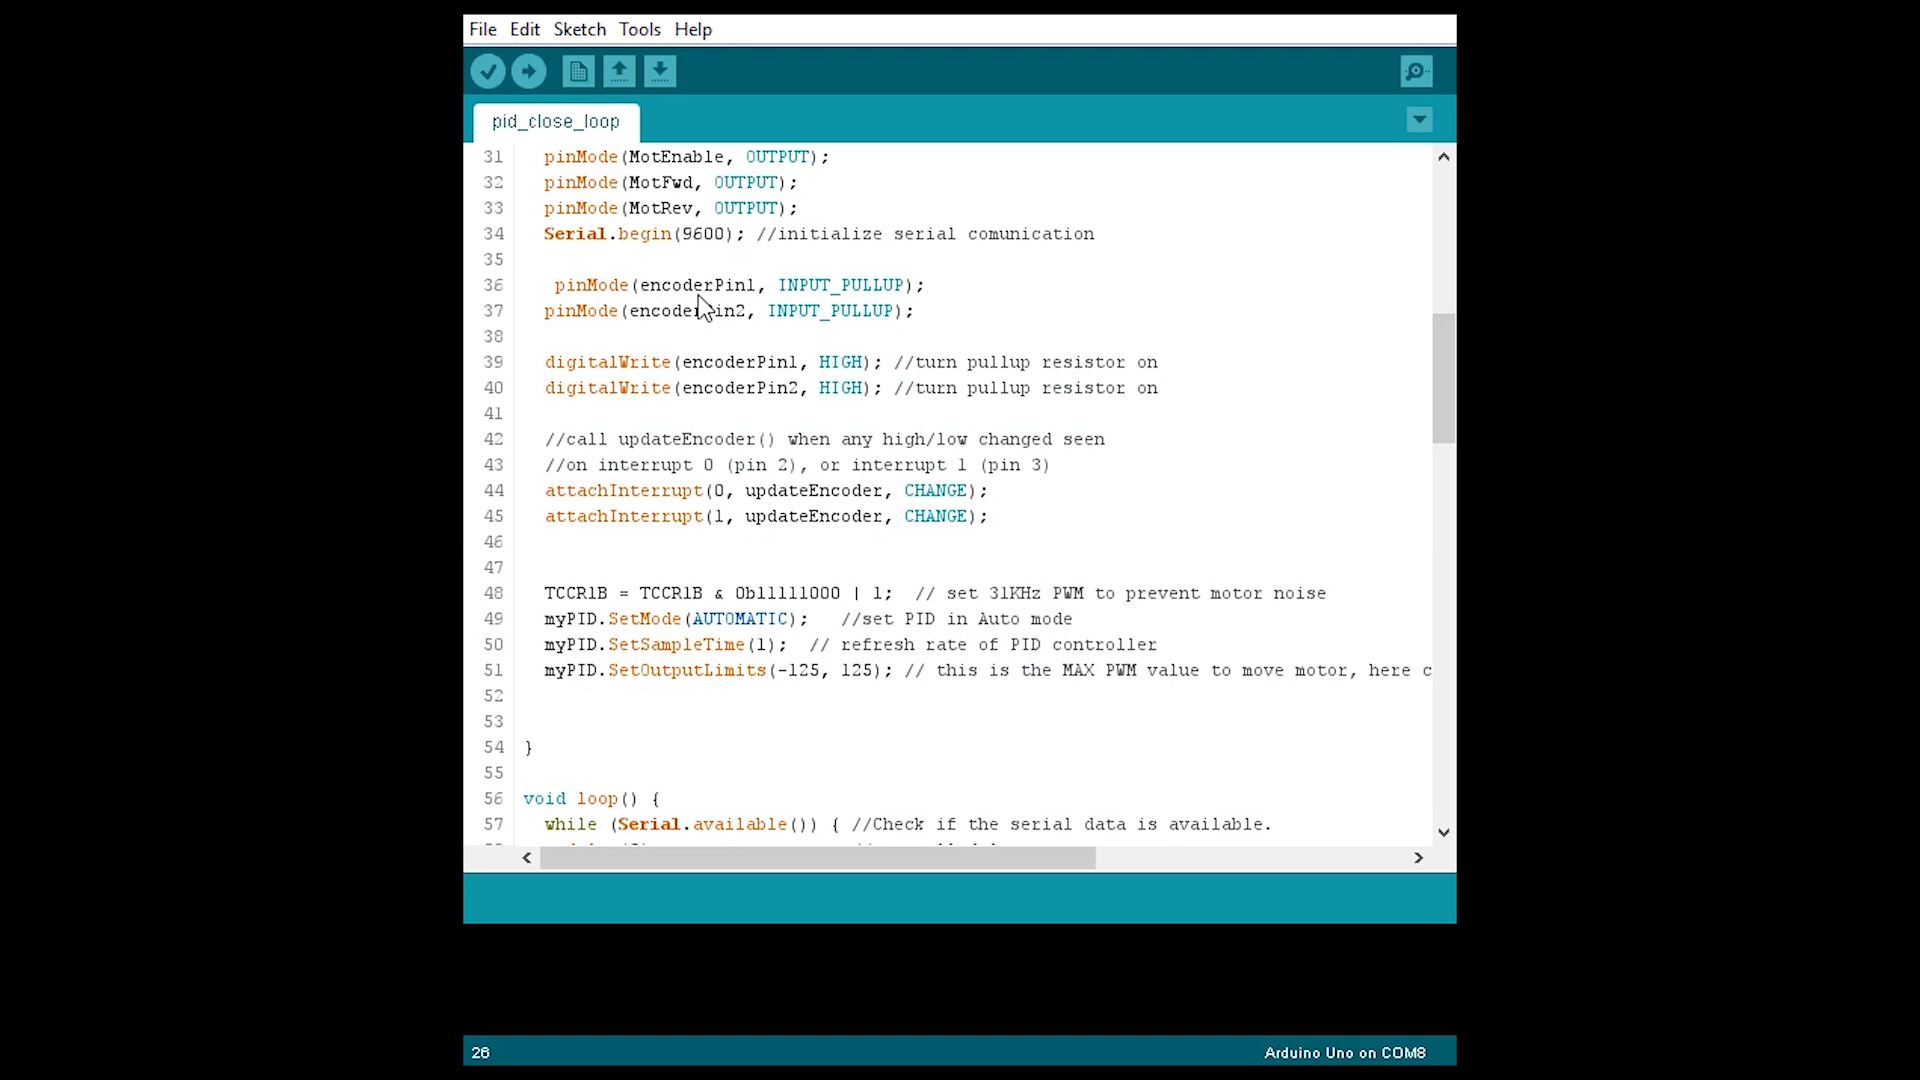 File Edit Sketch Tools Help
pid_close_loop
31 pinMode(MotEnable, OUTPUT);
32 pinMode(MotFwd, OUTPUT);
33 pinMode(MotRev, OUTPUT);
34 Serial.begin(9600); //initialize serial comunication
35
36 pinMode(encoderPin1, INPUT_PULLUP);
37 pinMode(encoderPin2, INPUT_PULLUP);
38
39 digitalWrite(encoderPin1, HIGH); //turn pullup resistor on
40 digitalWrite(encoderPin2, HIGH); //turn pullup resistor on
41
42 //call updateEncoder() when any high/low changed seen
43 //on interrupt 0 (pin 2), or interrupt 1 (pin 3)
44 attachInterrupt(0, updateEncoder, CHANGE);
45 attachInterrupt(1, updateEncoder, CHANGE);
46
47
48 TCCR1B = TCCR1B & 0b11111000 | 1; // set 31KHz PWM to prevent motor noise
49 myPID.SetMode(AUTOMATIC); //set PID in Auto mode
50 myPID.SetSampleTime(1); // refresh rate of PID controller
51 myPID.SetOutputLimits(-125, 125); // this is the MAX PWM value to move motor, here c
52
53
54 }
55
56 void loop() {
57 while (Serial.available()) { //Check if the serial data is available.
26
Arduino Uno on COM8